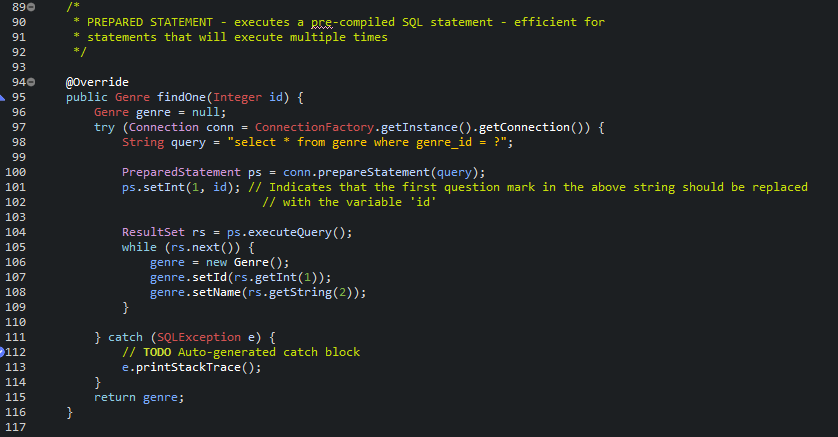 89 /*
90 * PREPARED STATEMENT - executes a pre-compiled SQL statement - efficient for
91 * statements that will execute multiple times
92 */
93
94 @Override
95 public Genre findOne(Integer id) {
96 Genre genre = null;
97 try (Connection conn = ConnectionFactory.getInstance().getConnection()) {
98 String query = "select * from genre where genre_id = ?";
99
100 PreparedStatement ps = conn.prepareStatement(query);
101 ps.setInt(1, id); // Indicates that the first question mark in the above string should be replaced
102 // with the variable 'id'
103
104 ResultSet rs = ps.executeQuery();
105 while (rs.next()) {
106 genre = new Genre();
107 genre.setId(rs.getInt(1));
108 genre.setName(rs.getString(2));
109 }
110
111 } catch (SQLException e) {
112 // TODO Auto-generated catch block
113 e.printStackTrace();
114 }
115 return genre;
116 }
117